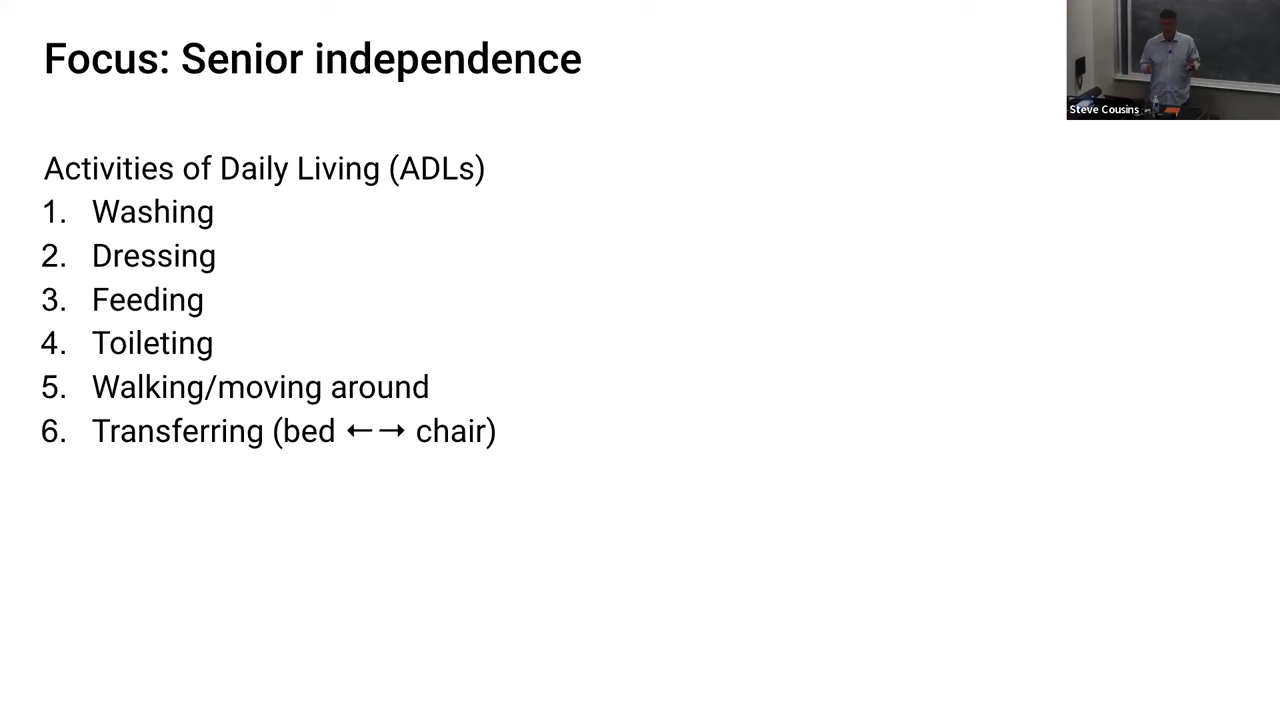 Focus: Senior independence
Steve Cousins
Activities of Daily Living (ADLs)
1. Washing
2. Dressing
3. Feeding
4. Toileting
5. Walking/moving around
6. Transferring (bed ←→ chair)